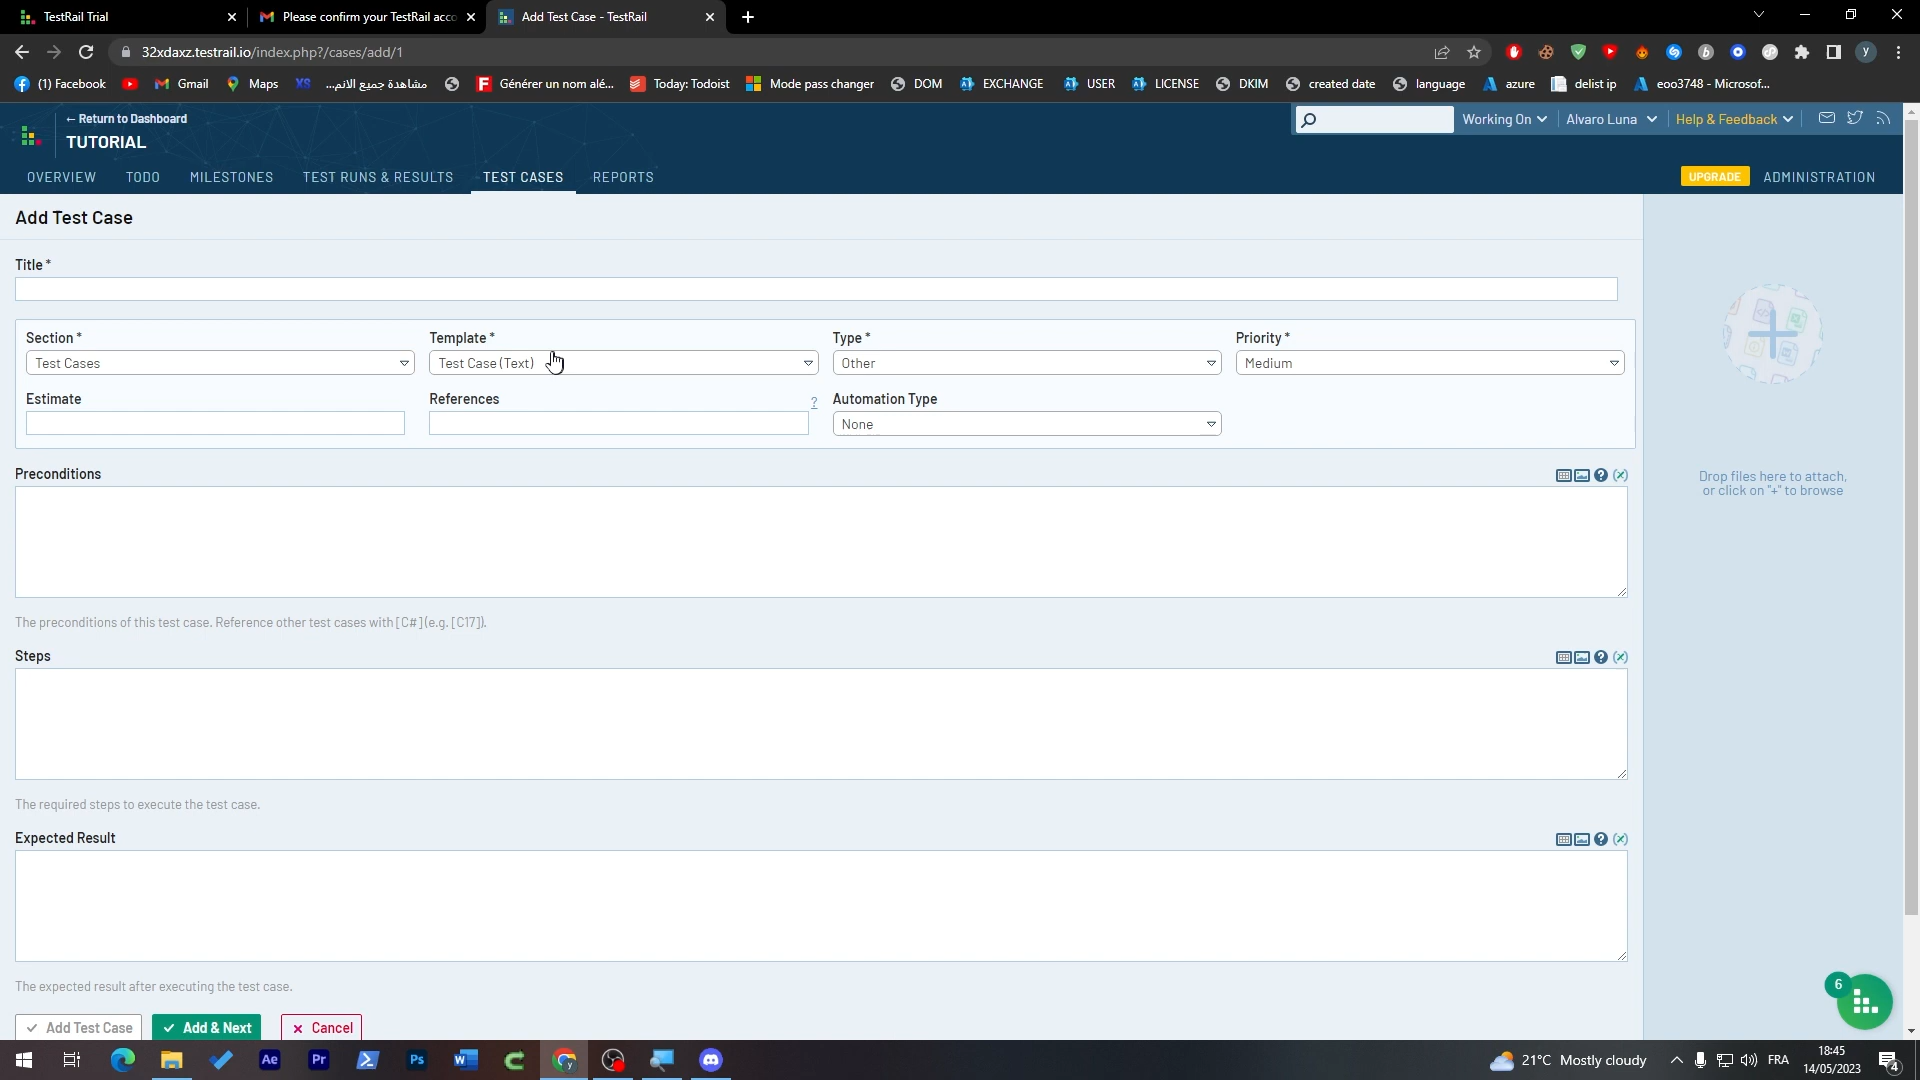 TestRail Trial
Please confirm your TestRail acco
Add Test Case - TestRail
32xdaxz.testrail.io/index.php?/cases/add/1
(1) Facebook
Gmail
Maps
مشاهدة جميع الانم...
Générer un nom alé...
Today: Todoist
Mode pass changer
DOM
EXCHANGE
USER
LICENSE
DKIM
created date
language
azure
delist ip
eoo3748 - Microsof...
← Return to Dashboard
TUTORIAL
Working On
Alvaro Luna
Help & Feedback
OVERVIEW
TODO
MILESTONES
TEST RUNS & RESULTS
TEST CASES
REPORTS
UPGRADE
ADMINISTRATION
Add Test Case
Title *
Section *
Template *
Type *
Priority *
Test Cases
Test Case (Text)
Other
Medium
Estimate
References
?
Automation Type
None
Preconditions
The preconditions of this test case. Reference other test cases with [C#] (e.g. [C17]).
Steps
The required steps to execute the test case.
Expected Result
The expected result after executing the test case.
Add Test Case
Add & Next
Cancel
Drop files here to attach,
or click on "+" to browse
6
Ae
Pr
Ps
21°C Mostly cloudy
FRA
18:45
14/05/2023
4